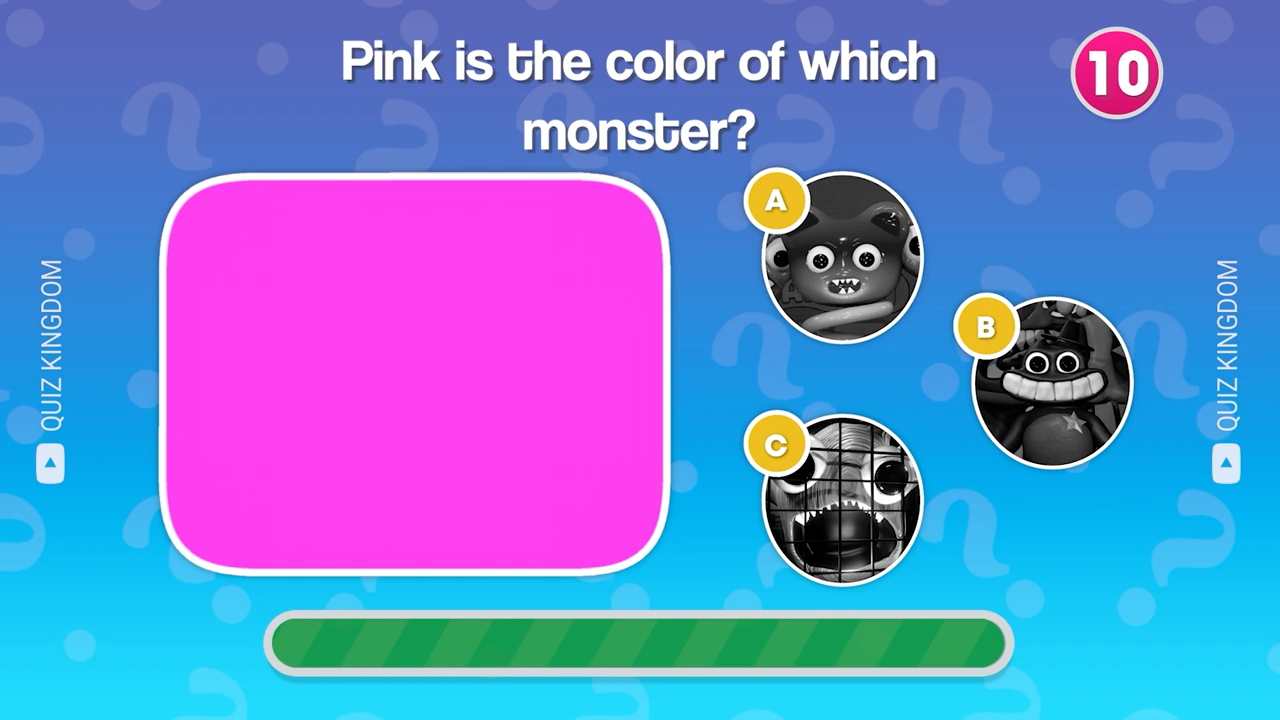 Pink is the color of which
monster?
10
A
B
C
QUIZ KINGDOM
QUIZ KINGDOM